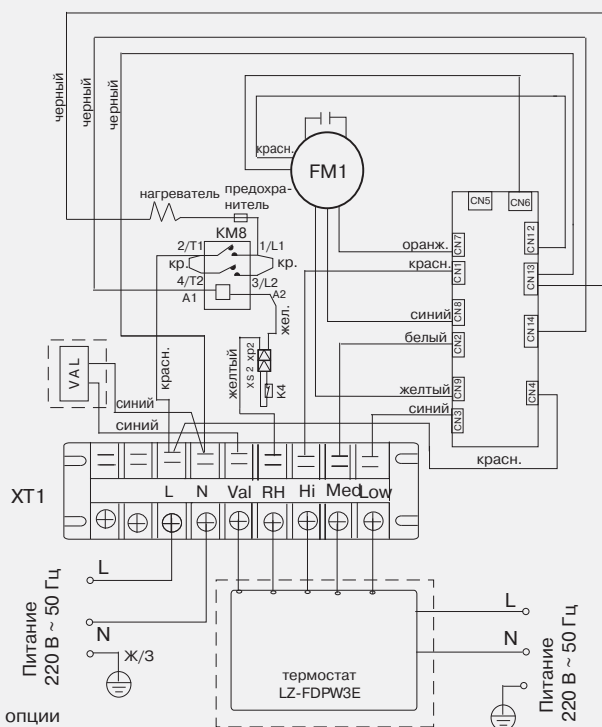 черный
черный
черный
красн.
FM1
нагреватель
предохра-
нитель
KM8
2/T1
1/L1
кр.
кр.
4/T2
3/L2
A1
A2
жел.
желтый
XS 2 xp2
K4
красн.
CN5
CN6
CN7
CN1
CN8
CN2
CN9
CN3
CN12
CN13
CN14
CN4
оранж.
красн.
синий
белый
желтый
синий
красн.
VAL
синий
синий
XT1
L N Val RH Hi Med Low
L
N
Ж/З
Питание
220 В ~ 50 Гц
термостат
LZ-FDPW3E
L
N
Питание
220 В ~ 50 Гц
опции